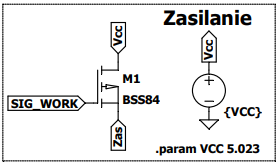 Zasilanie
Vcc
Vcc
M1
BSS84
SIG_WORK
Zas
{VCC}
.param VCC 5.023